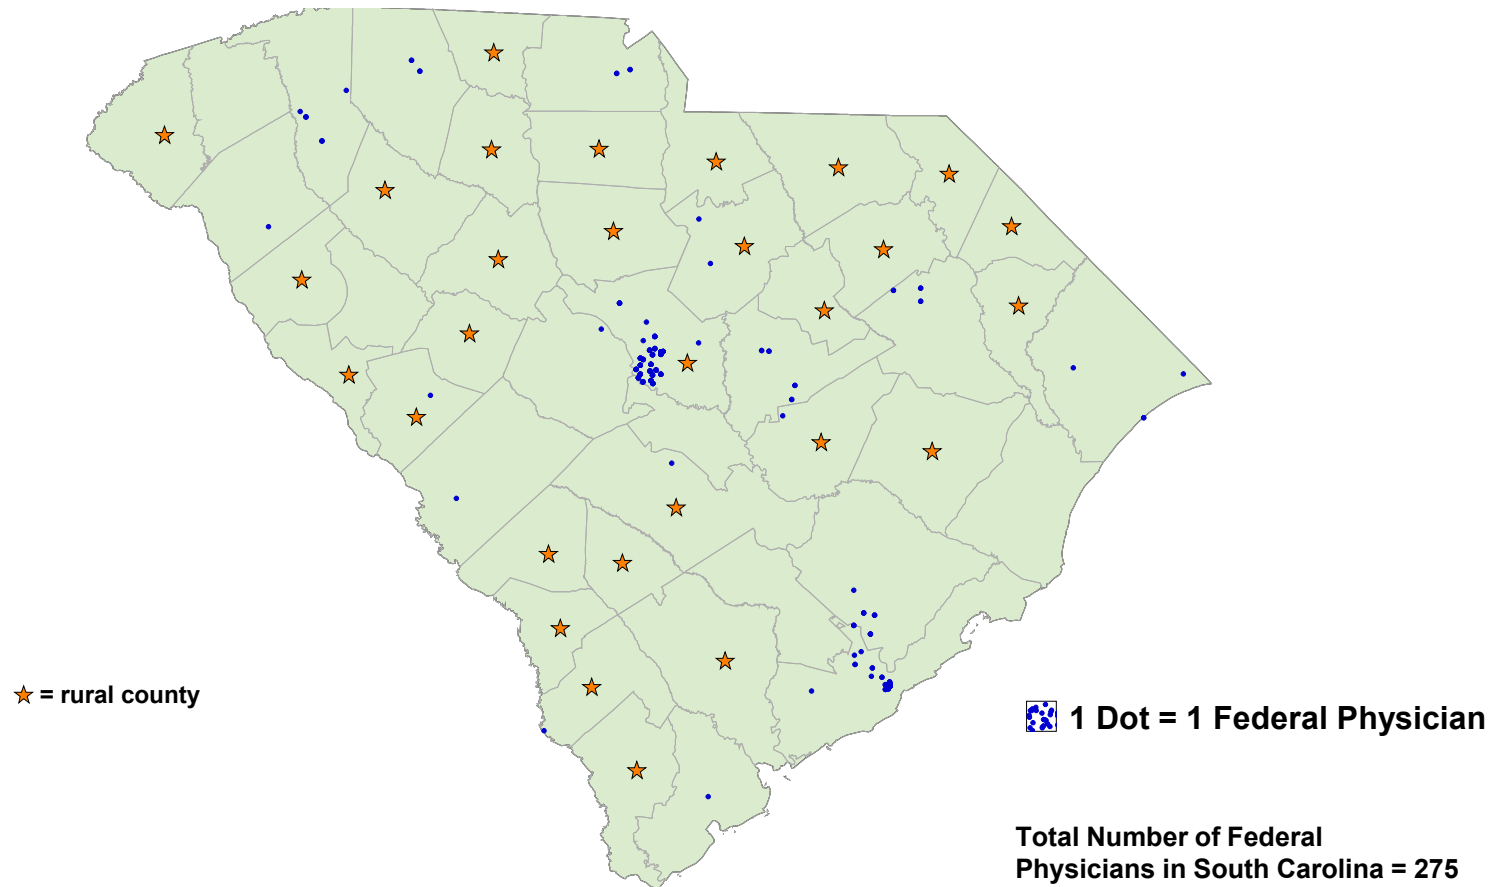 = rural county
1 Dot = 1 Federal Physician
Total Number of Federal
Physicians in South Carolina = 275